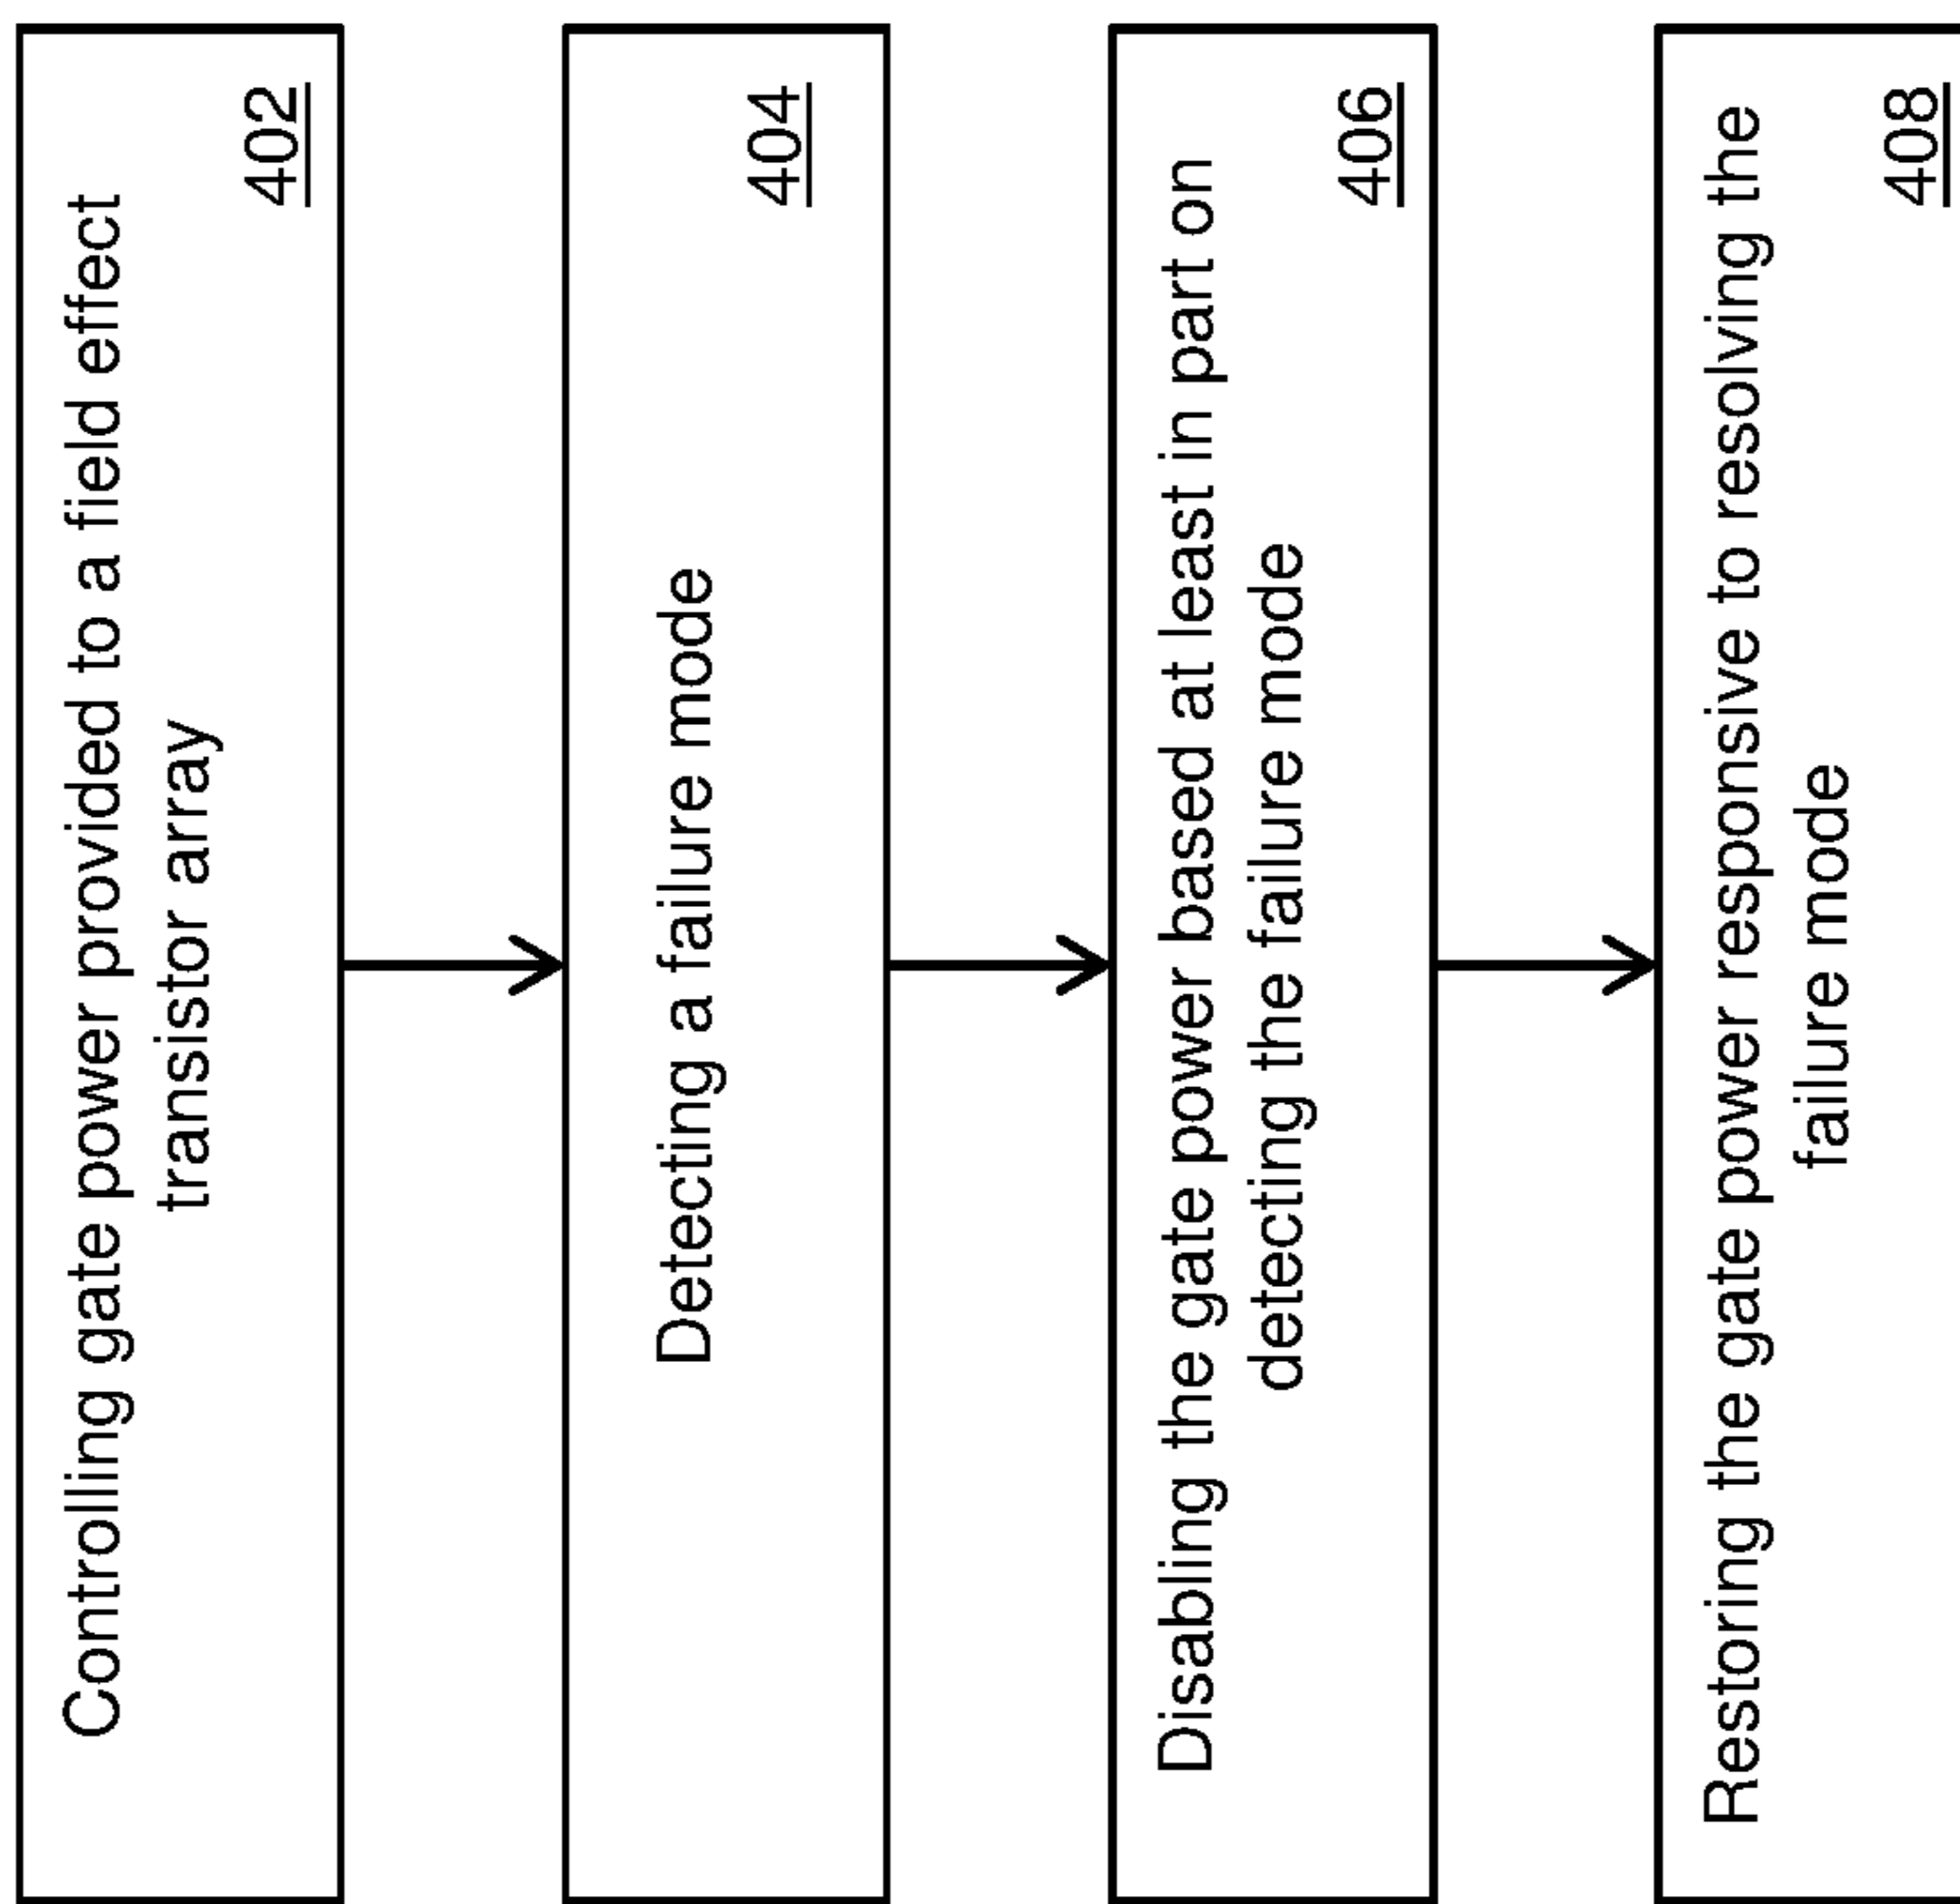 Controlling gate power provided to a field effect
transistor array
402
Detecting a failure mode
404
Disabling the gate power based at least in part on
detecting the failure mode
406
Restoring the gate power responsive to resolving the
failure mode
408